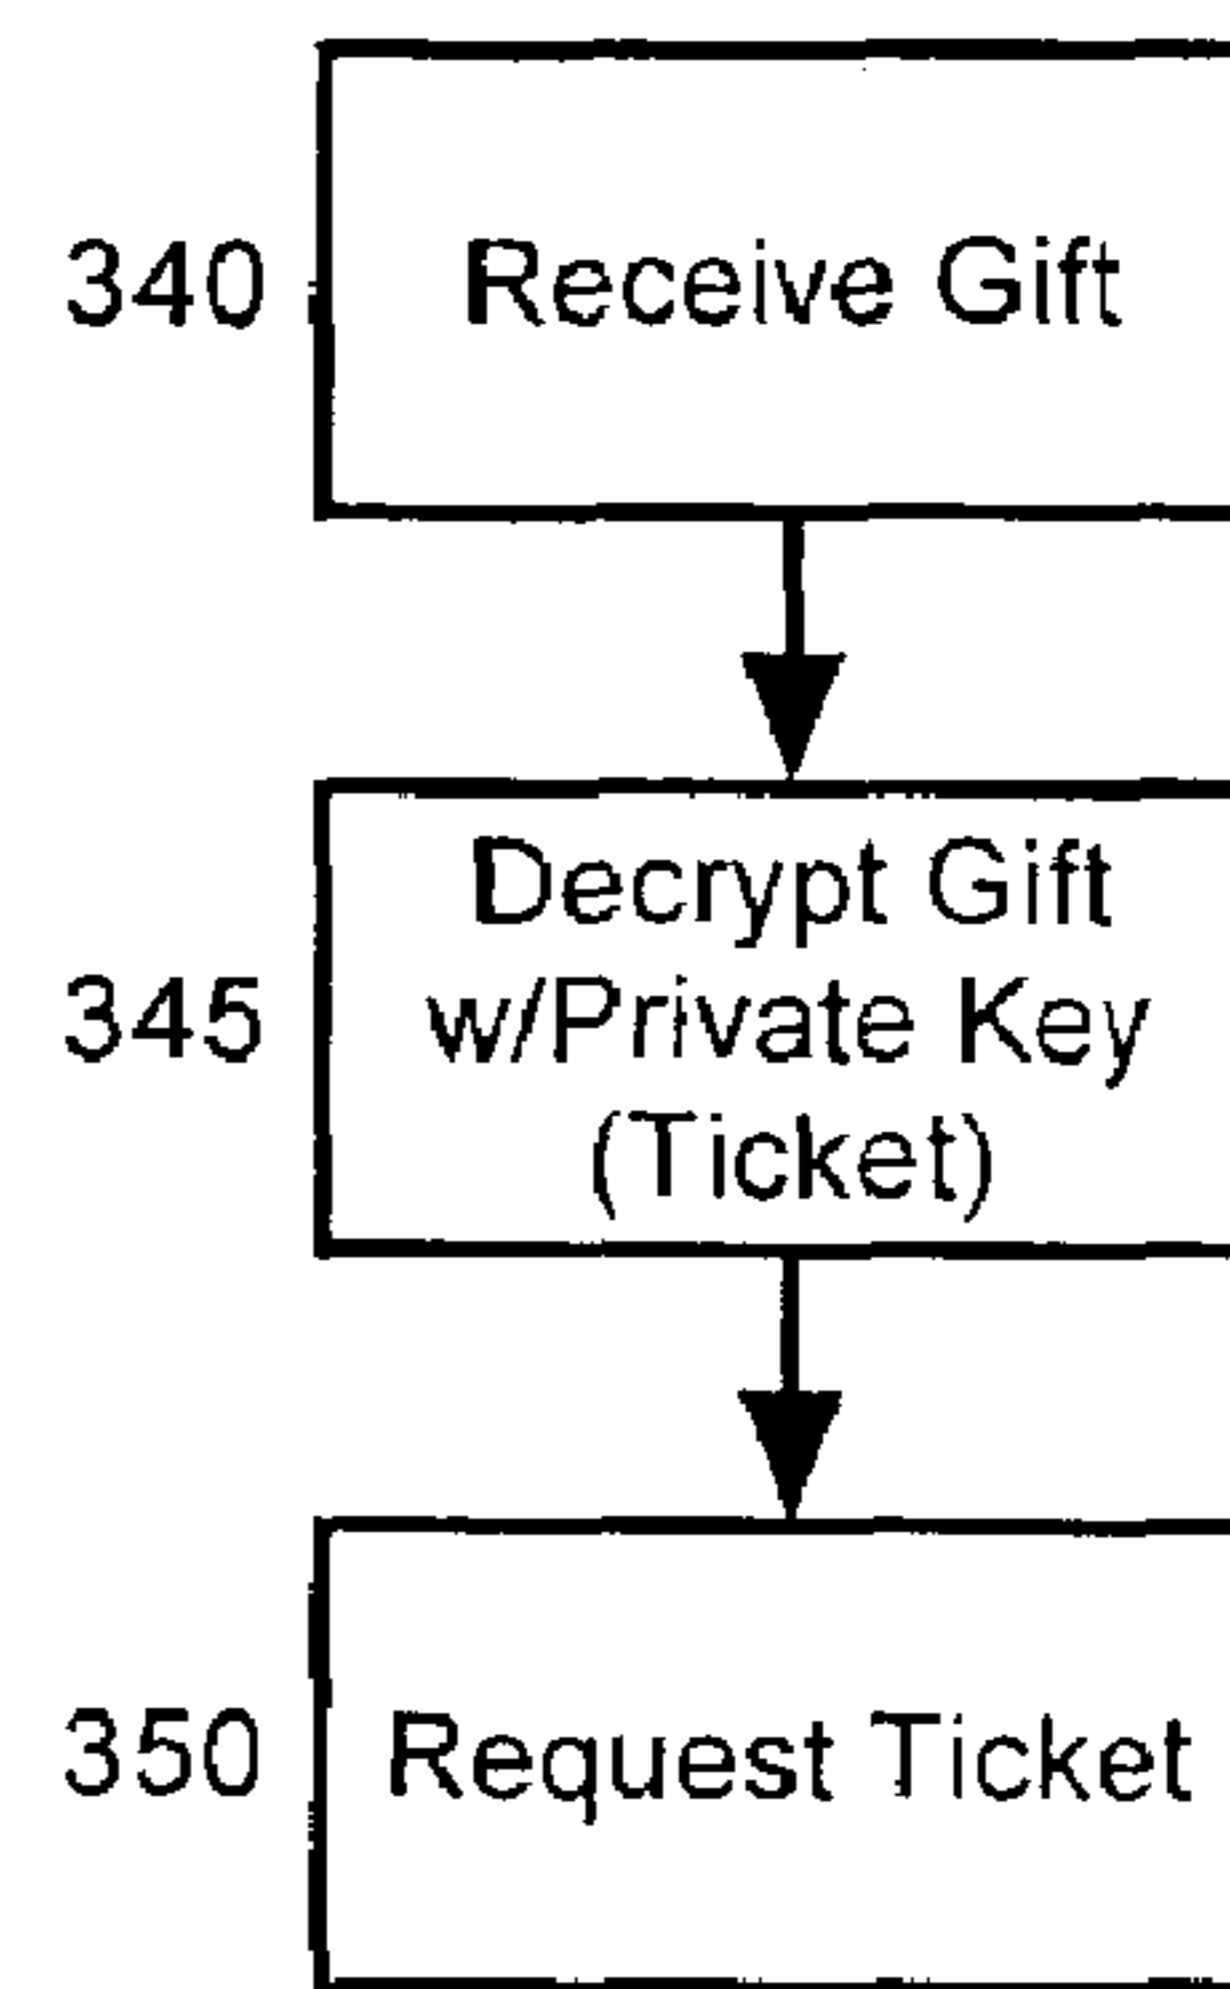 340 Receive Gift
Decrypt Gift
345 w/Private Key
(Ticket)
350 Request Ticket